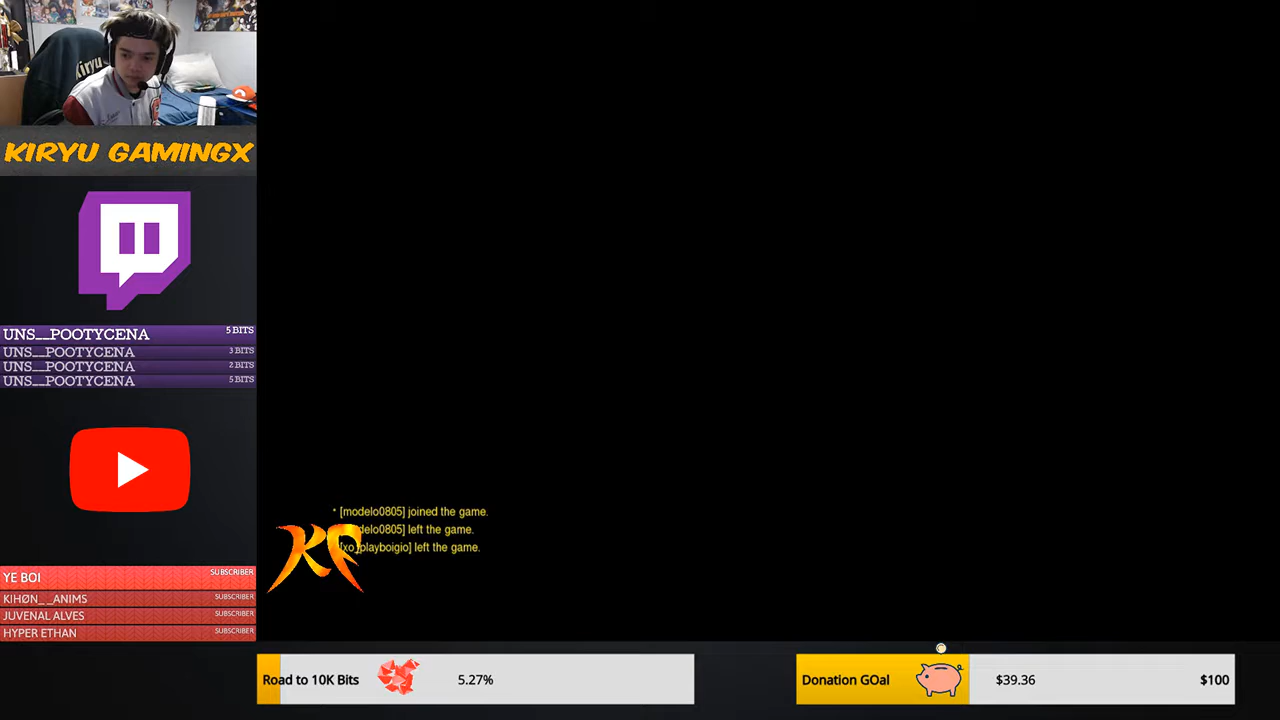 Kiryu
KIRYU GAMINGX
UNS__POOTYCENA 5 BITS
UNS__POOTYCENA 3 BITS
UNS__POOTYCENA 2 BITS
UNS__POOTYCENA 5 BITS
* [modelo0805] joined the game.
delo0805] left the game.
[xo_playboigio] left the game.
YE BOI SUBSCRIBER
KIHØN__ANIMS SUBSCRIBER
JUVENAL ALVES SUBSCRIBER
HYPER ETHAN SUBSCRIBER
Road to 10K Bits 5.27%
Donation GOal $39.36 $100